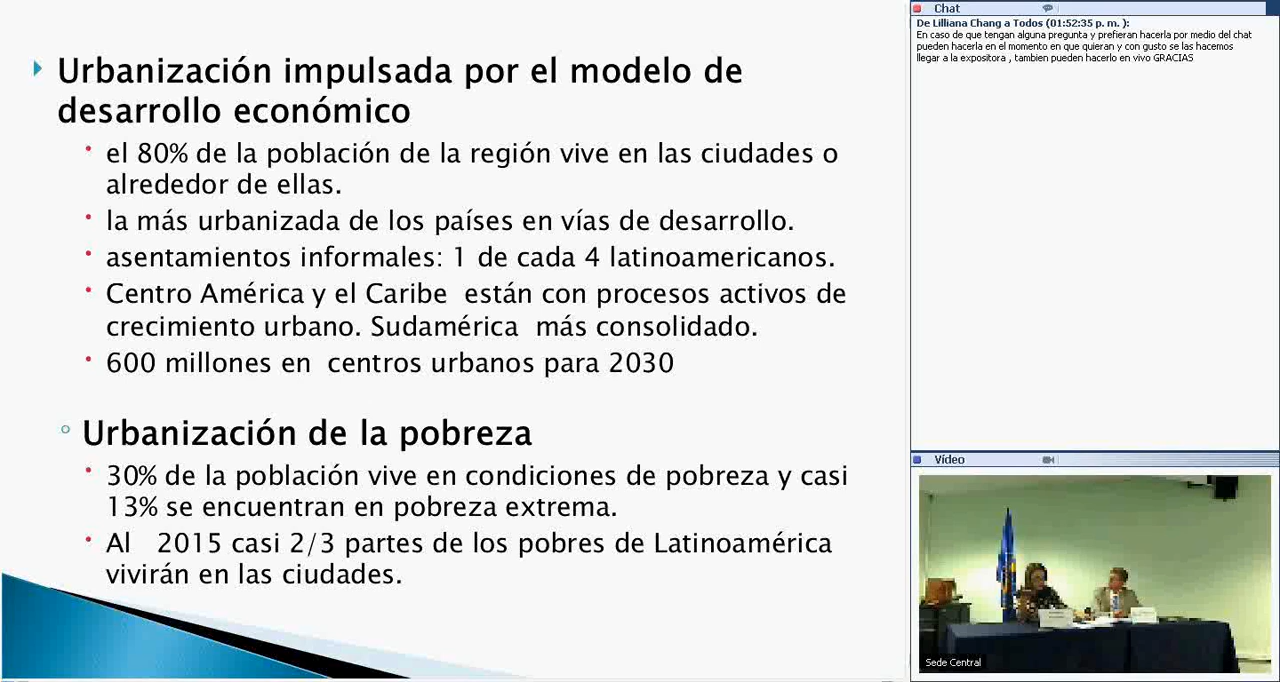 Urbanización impulsada por el modelo de
desarrollo económico
el 80% de la población de la región vive en las ciudades o
alrededor de ellas.
la más urbanizada de los países en vías de desarrollo.
asentamientos informales: 1 de cada 4 latinoamericanos.
Centro América y el Caribe están con procesos activos de
crecimiento urbano. Sudamérica más consolidado.
600 millones en centros urbanos para 2030
Urbanización de la pobreza
30% de la población vive en condiciones de pobreza y casi
13% se encuentran en pobreza extrema.
Al 2015 casi 2/3 partes de los pobres de Latinoamérica
vivirán en las ciudades.
Chat
De Lilliana Chang a Todos (01:52:35 p. m. ):
En caso de que tengan alguna pregunta y prefieran hacerla por medio del chat
pueden hacerla en el momento en que quieran y con gusto se las hacemos
llegar a la expositora , tambien pueden hacerlo en vivo GRACIAS
Vídeo
Sede Central